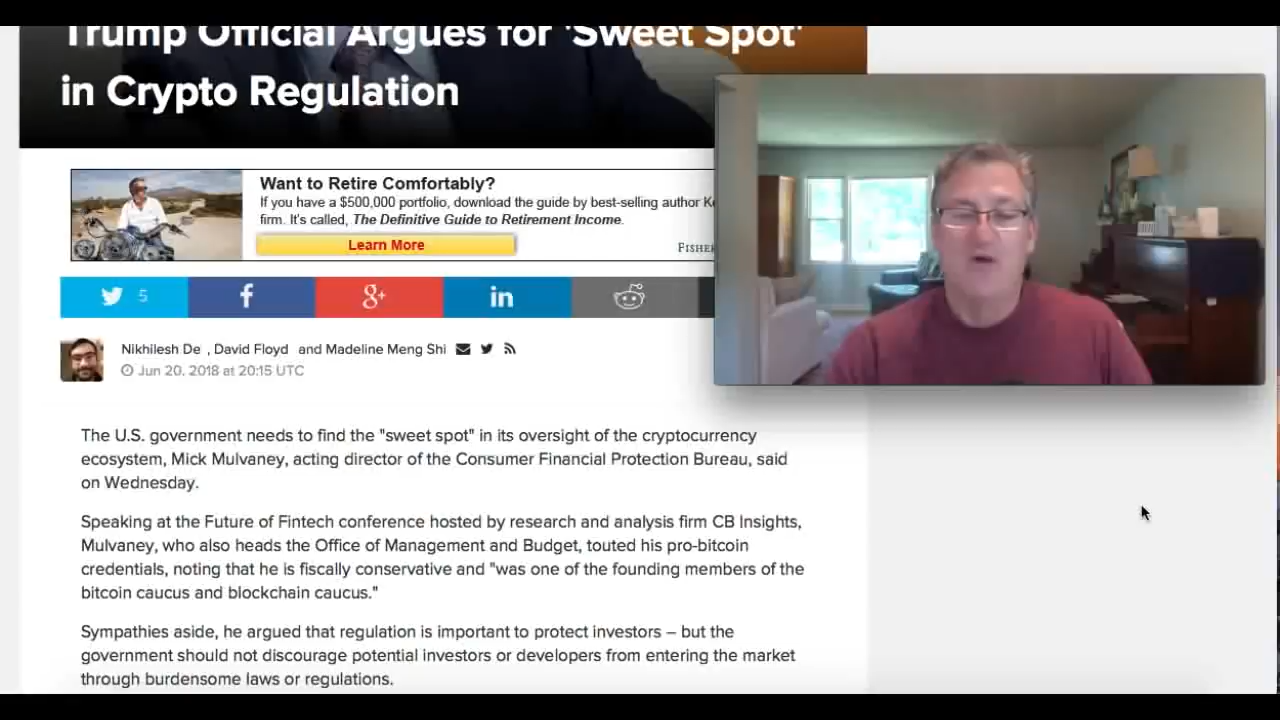 Trump Official Argues for 'Sweet Spot'
in Crypto Regulation
Want to Retire Comfortably?
If you have a $500,000 portfolio, download the guide by best-selling author
firm. It's called, The Definitive Guide to Retirement Income.
Learn More
5
Nikhilesh De , David Floyd and Madeline Meng Shi
Jun 20, 2018 at 20:15 UTC
The U.S. government needs to find the "sweet spot" in its oversight of the cryptocurrency
ecosystem, Mick Mulvaney, acting director of the Consumer Financial Protection Bureau, said
on Wednesday.
Speaking at the Future of Fintech conference hosted by research and analysis firm CB Insights,
Mulvaney, who also heads the Office of Management and Budget, touted his pro-bitcoin
credentials, noting that he is fiscally conservative and "was one of the founding members of the
bitcoin caucus and blockchain caucus."
Sympathies aside, he argued that regulation is important to protect investors – but the
government should not discourage potential investors or developers from entering the market
through burdensome laws or regulations.